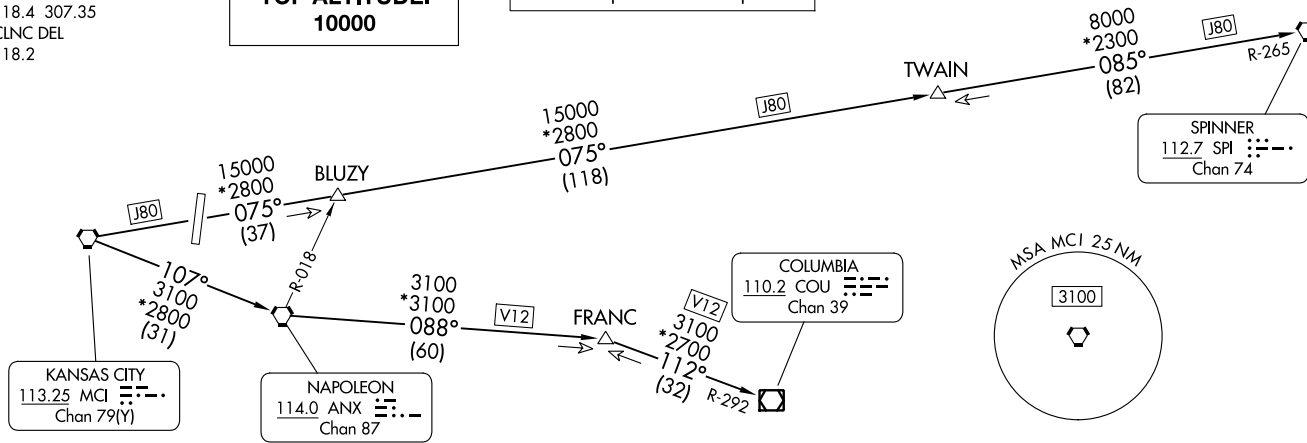 18.4 307.35
CLNC DEL
18.2
10000
8000
*2300
085°
(82)
J80
R-265
TWAIN
SPINNER
112.7 SPI
Chan 74
15000
*2800
075°
(118)
J80
15000
*2800
075°
(37)
J80
BLUZY
R-018
107°
3100
*2800
(31)
3100
*3100
088°
(60)
V12
FRANC
V12
3100
*2700
112°
(32)
R-292
COLUMBIA
110.2 COU
Chan 39
MSA MCI 25 NM
3100
KANSAS CITY
113.25 MCI
Chan 79(Y)
NAPOLEON
114.0 ANX
Chan 87